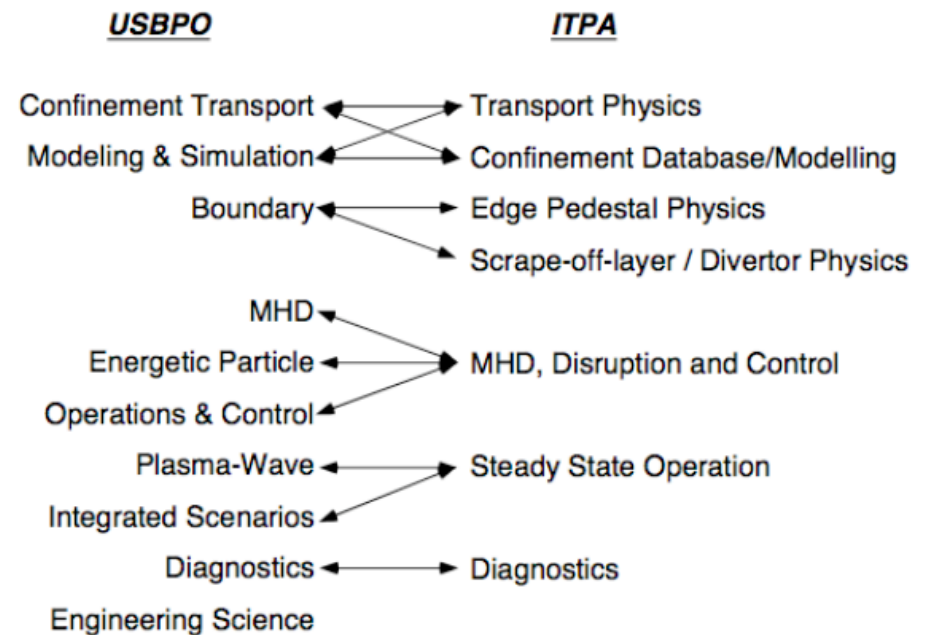 USBPO ITPA
Confinement Transport Transport Physics
Modeling & Simulation Confinement Database/Modelling
Boundary Edge Pedestal Physics
Scrape-off-layer / Divertor Physics
MHD
Energetic Particle MHD, Disruption and Control
Operations & Control
Plasma-Wave Steady State Operation
Integrated Scenarios
Diagnostics Diagnostics
Engineering Science